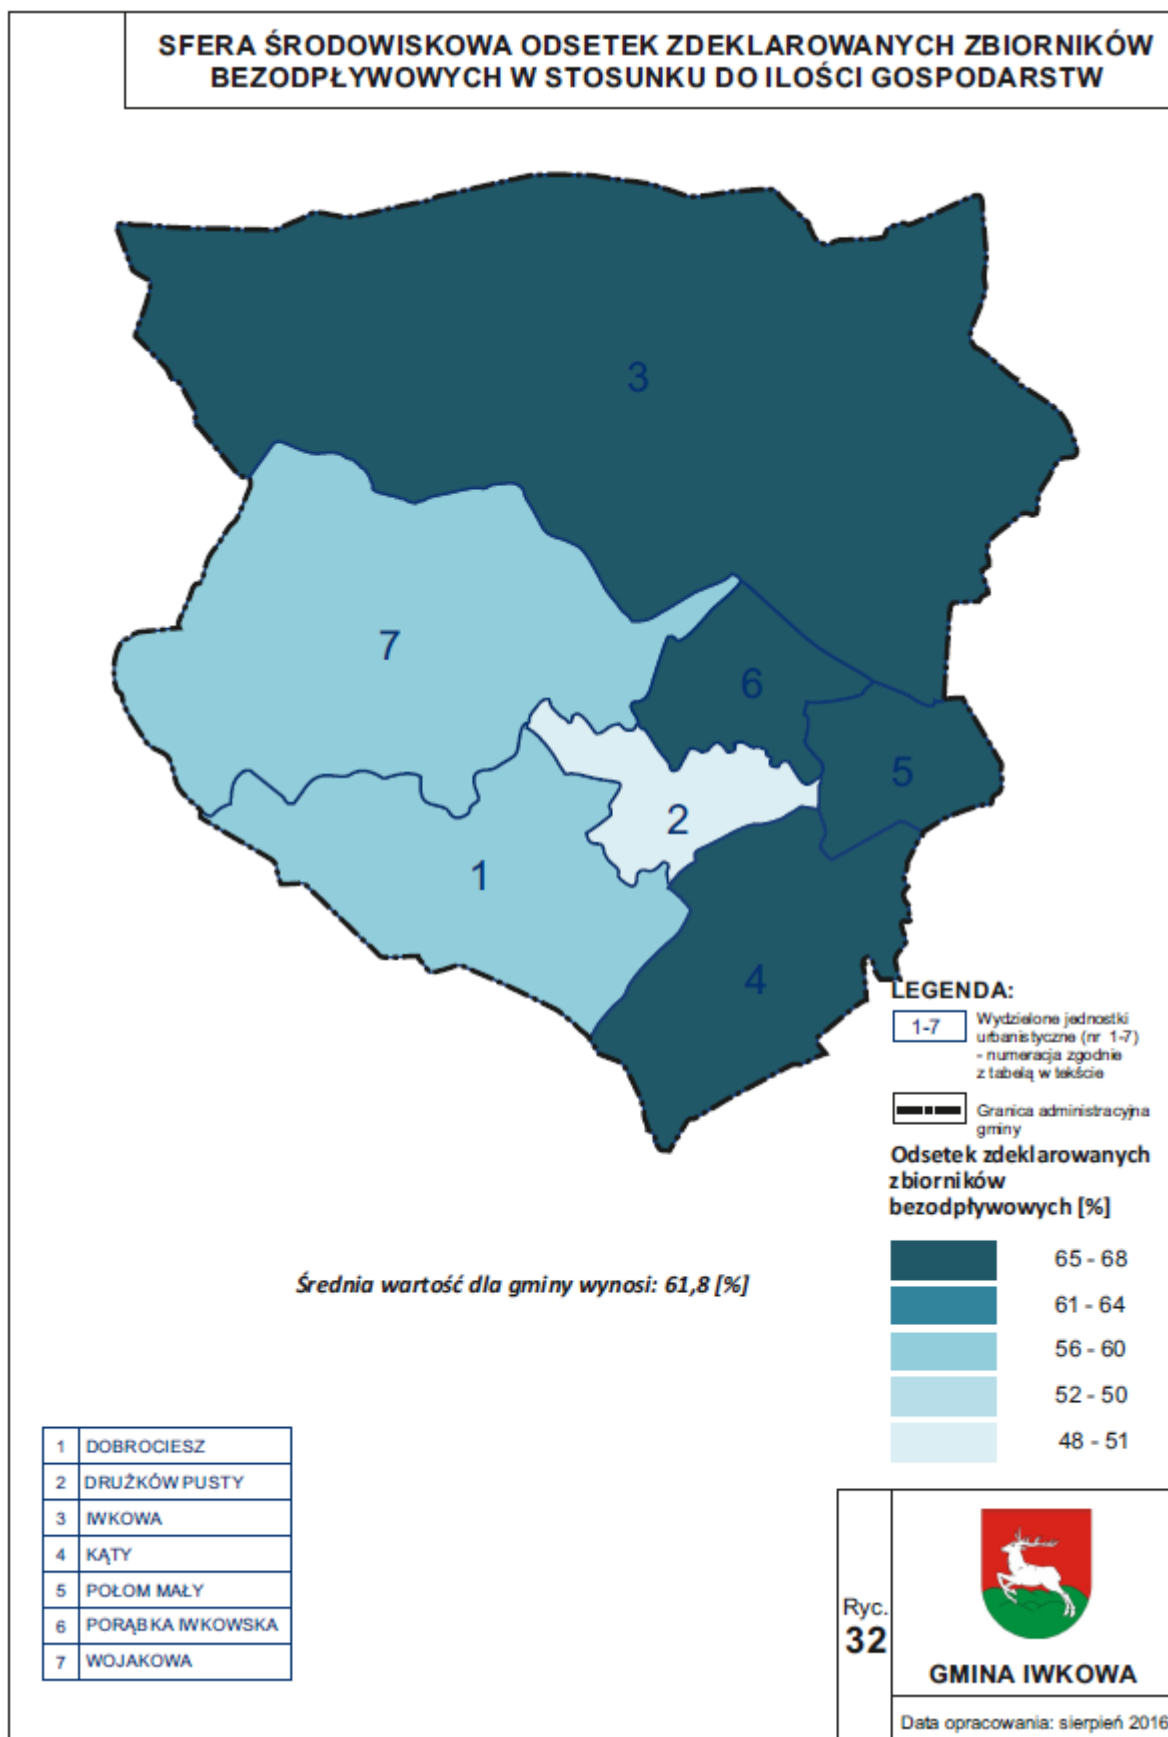 SFERA ŚRODOWISKOWA ODSETEK ZDEKLAROWANYCH ZBIORNIKÓW
BEZODPŁYWOWYCH W STOSUNKU DO ILOŚCI GOSPODARSTW
3
7
6
5
2
1
4
LEGENDA:
1-7
Wydzielone jednostki
urbanistyczne (nr 1-7)
- numeracja zgodnie
z tabelą w tekście
Granica administracyjna
gminy
Odsetek zdeklarowanych
zbiorników
bezodpływowych [%]
65 - 68
61 - 64
56 - 60
52 - 50
48 - 51
Średnia wartość dla gminy wynosi: 61,8 [%]
1 DOBROCIESZ
2 DRUŻKÓW PUSTY
3 IWKOWA
4 KĄTY
5 POŁOM MAŁY
6 PORĄBKA IWKOWSKA
7 WOJAKOWA
Ryc.
32
GMINA IWKOWA
Data opracowania: sierpień 2016